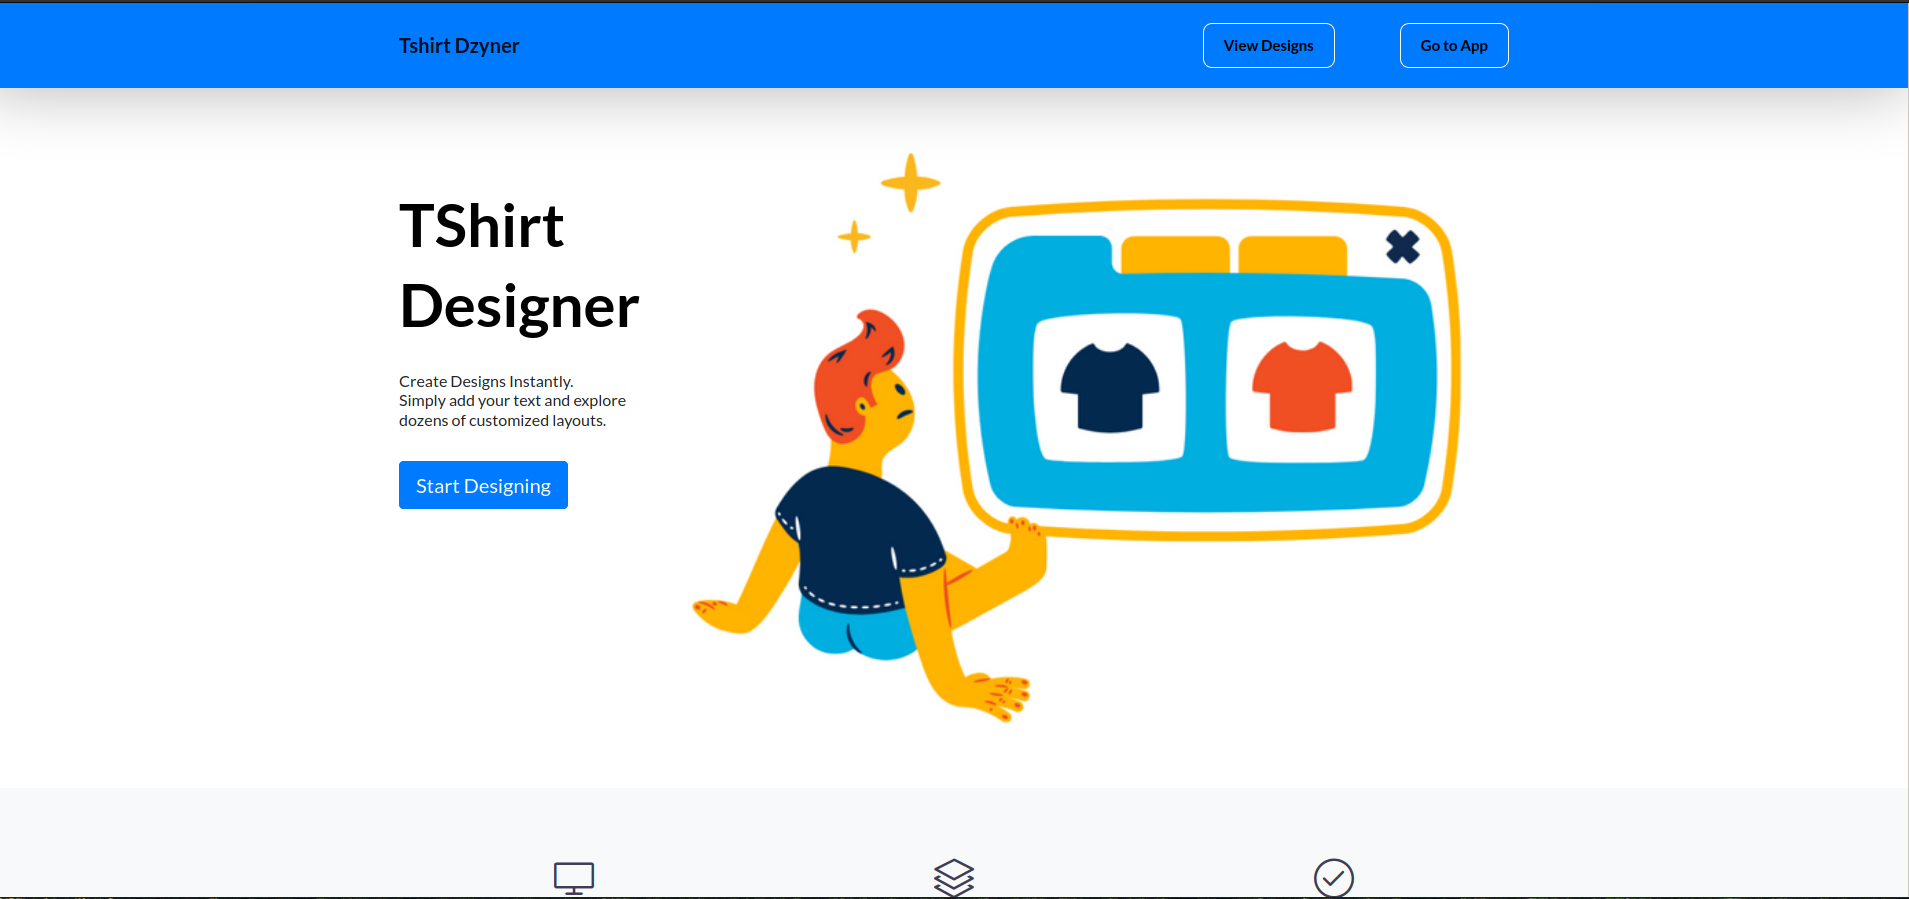 Tshirt Dzyner
View Designs
Go to App
TShirt
Designer
Create Designs Instantly.
Simply add your text and explore
dozens of customized layouts.
Start Designing